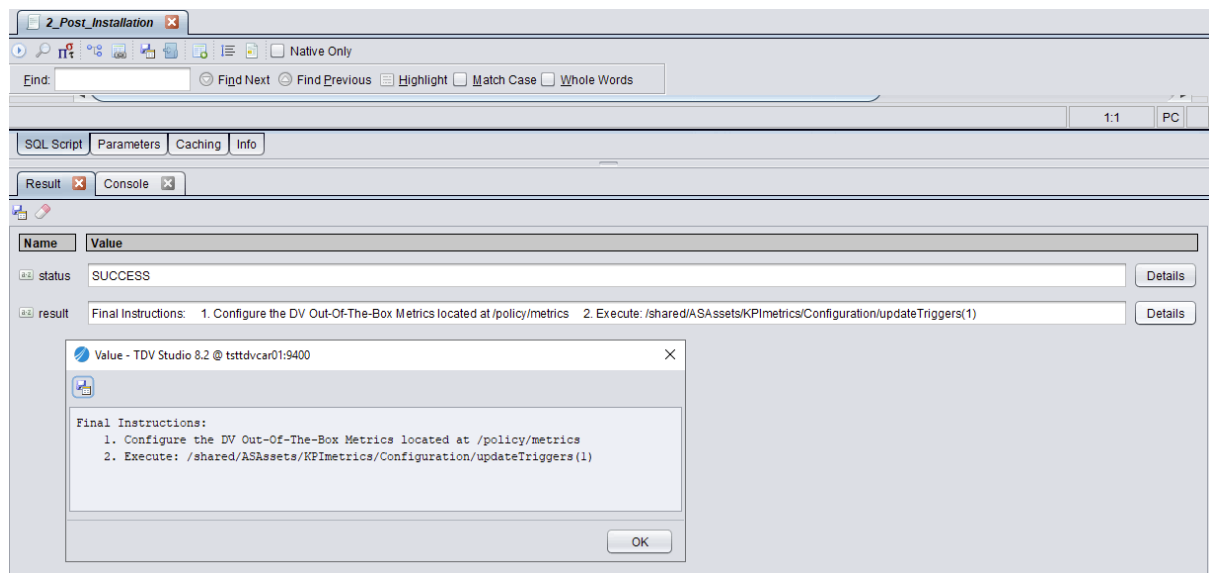 2_Post_Installation
Native Only
Find: Find Next Find Previous Highlight Match Case Whole Words
1:1 PC
SQL Script Parameters Caching Info
Result Console
Name Value
status SUCCESS Details
result Final Instructions: 1. Configure the DV Out-Of-The-Box Metrics located at /policy/metrics 2. Execute: /shared/ASAssets/KPImetrics/Configuration/updateTriggers(1) Details
Value - TDV Studio 8.2 @ tsttdvcar01:9400
Final Instructions:
1. Configure the DV Out-Of-The-Box Metrics located at /policy/metrics
2. Execute: /shared/ASAssets/KPImetrics/Configuration/updateTriggers(1)
OK